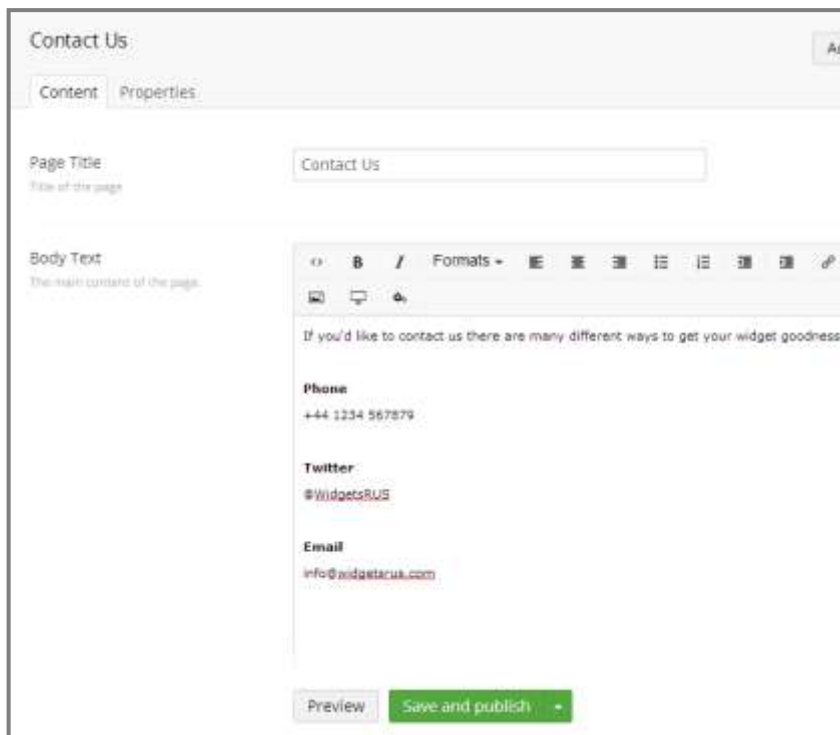 Contact Us
Content Properties
Page Title
Title of the page
Contact Us
Body Text
The main content of the page.
B I Formats
If you'd like to contact us there are many different ways to get your widget goodness
Phone
+44 1234 567879
Twitter
@WidgetsRUS
Email
info@widgetsrus.com
Preview Save and publish